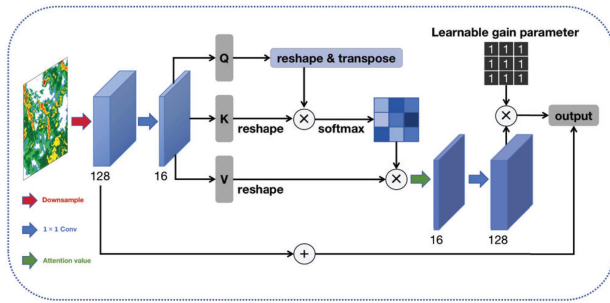 Learnable gain parameter
1 1 1
1 1 1
1 1 1
Q
reshape & transpose
K
reshape
softmax
V
reshape
output
128
16
16
128
Downsample
1 × 1 Conv
Attention value